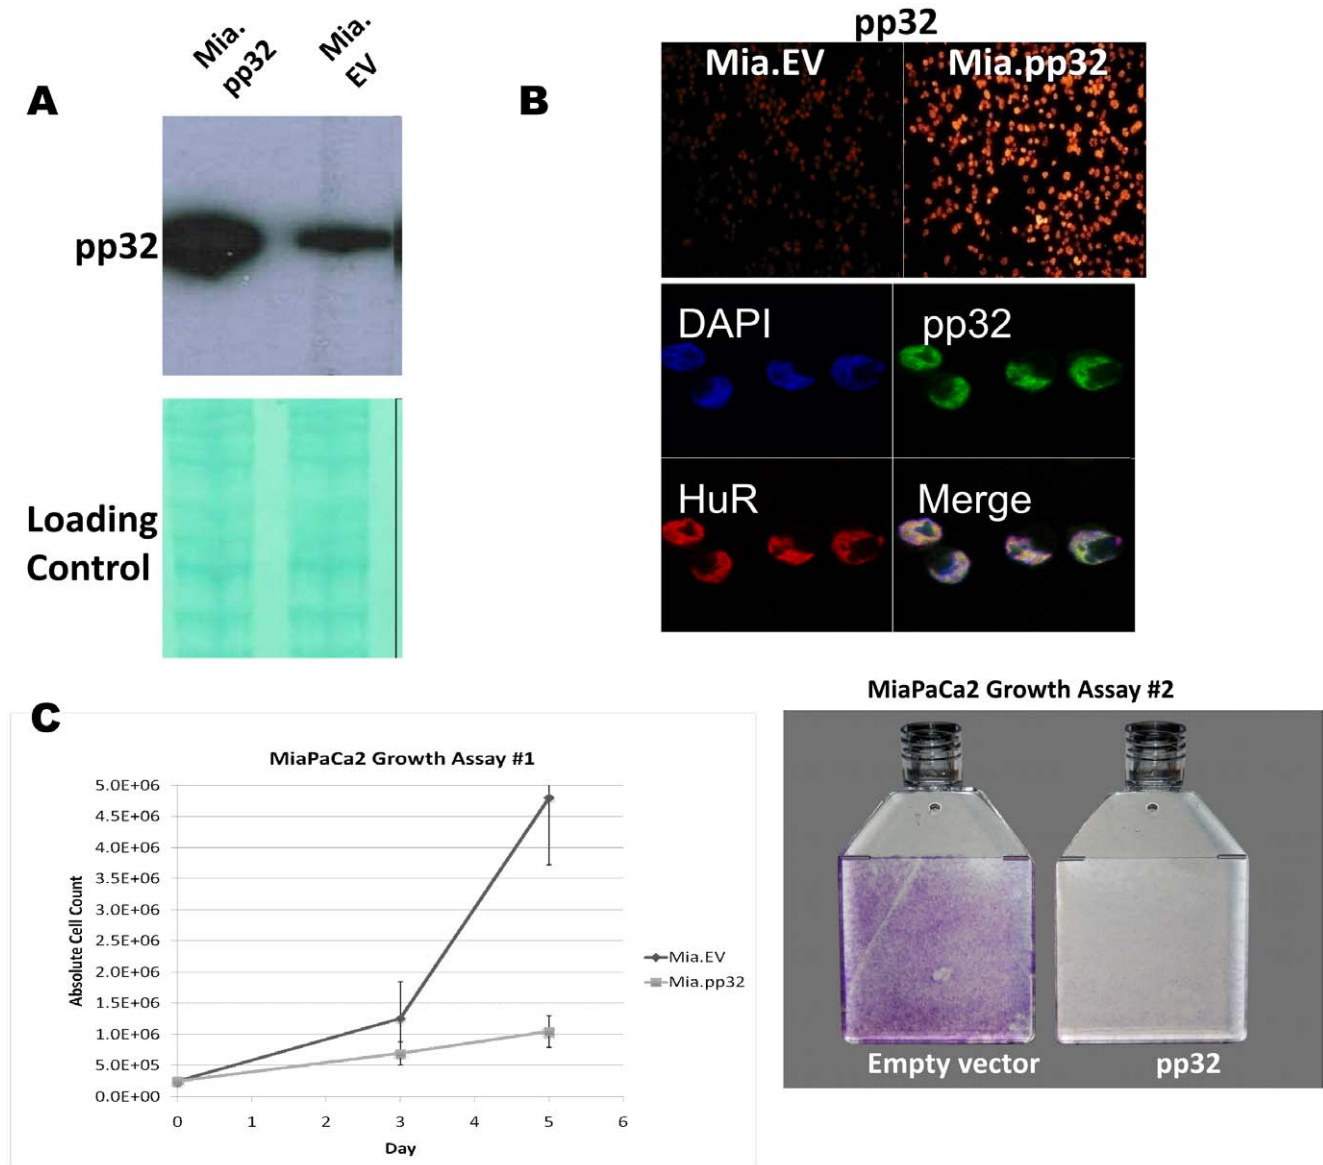 A
Mia.
pp32
Mia.
EV
pp32
Loading
Control
B
pp32
Mia.EV
Mia.pp32
DAPI
pp32
HuR
Merge
C
MiaPaCa2 Growth Assay #1
Absolute Cell Count
5.0E+06
4.5E+06
4.0E+06
3.5E+06
3.0E+06
2.5E+06
2.0E+06
1.5E+06
1.0E+06
5.0E+05
0.0E+00
0 1 2 3 4 5 6
Day
Mia.EV
Mia.pp32
MiaPaCa2 Growth Assay #2
Empty vector
pp32